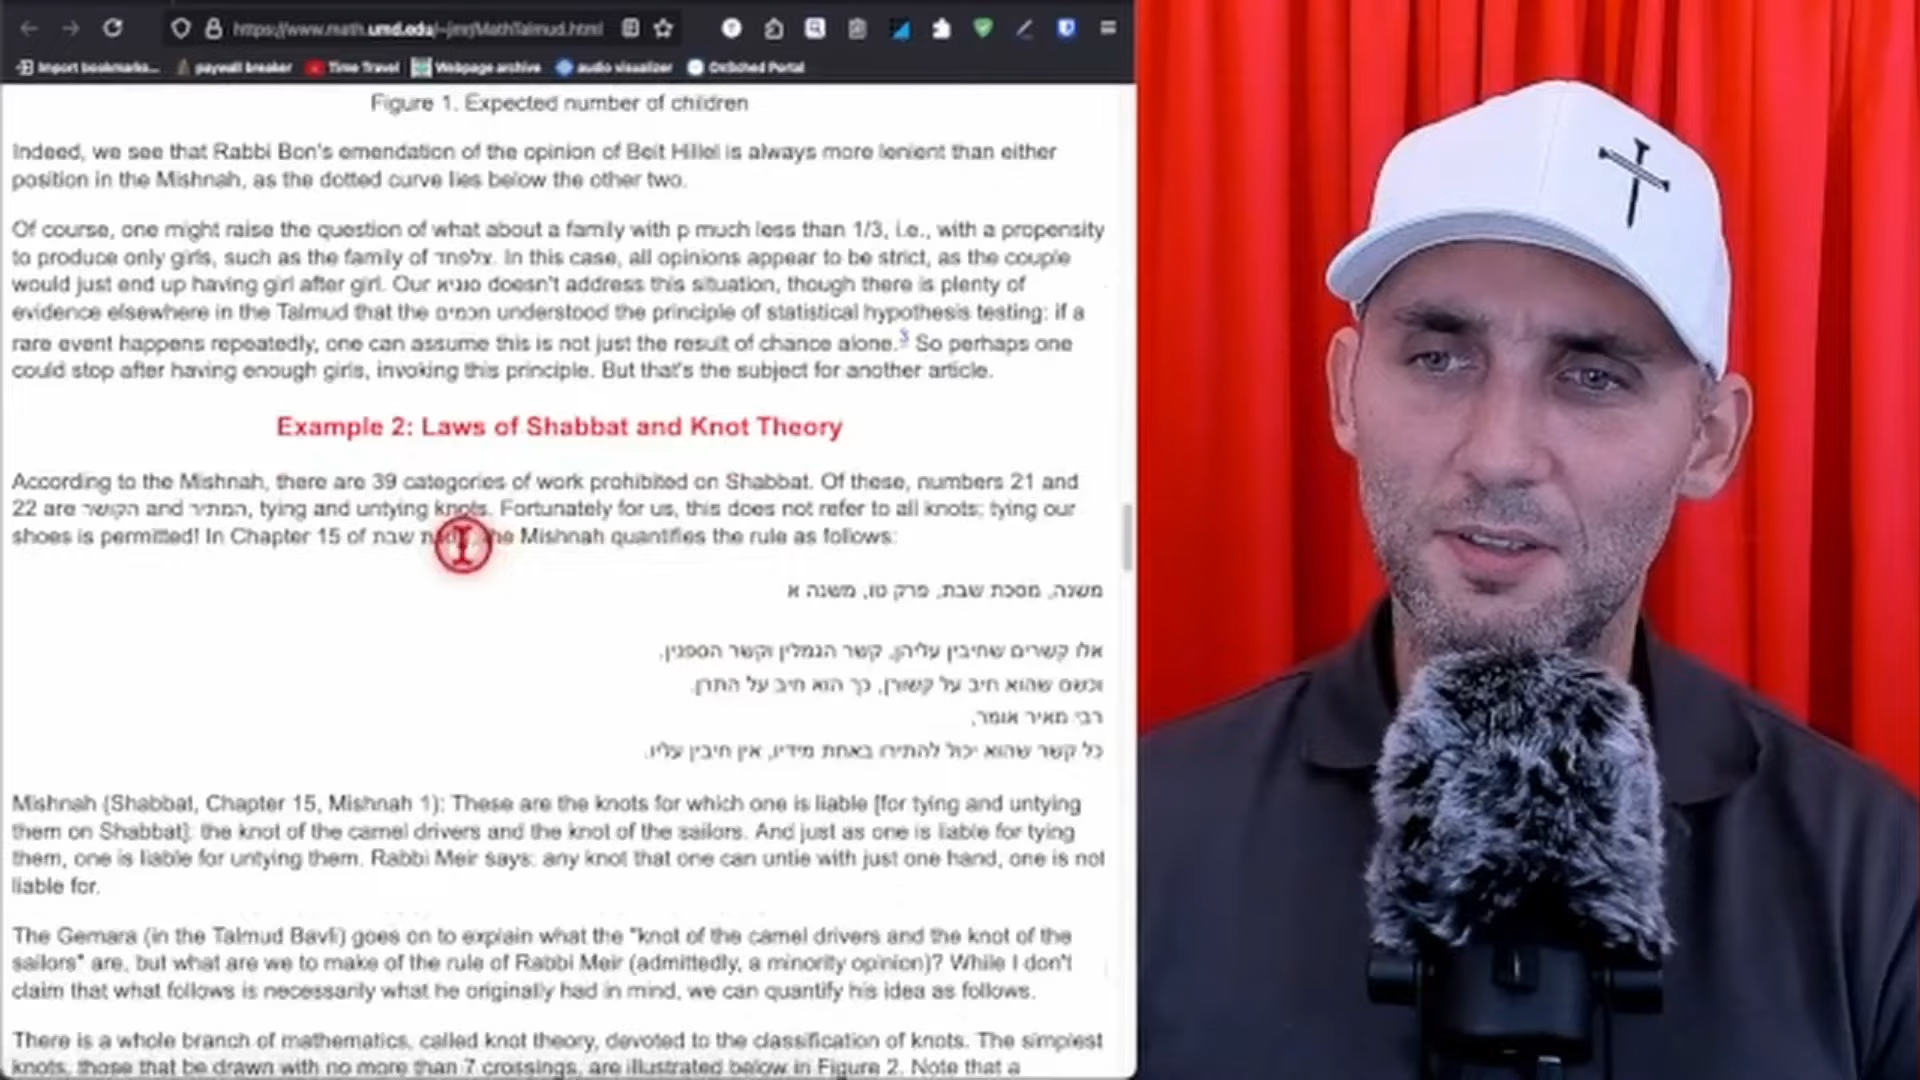 https://www.math.umd.edu/~jmr/MathTalmud.html
Import bookmarks...
paywall breaker
Time Travel
Webpage archive
audio visualizer
OnSched Portal
Figure 1. Expected number of children
Indeed, we see that Rabbi Bon's emendation of the opinion of Beit Hillel is always more lenient than either
position in the Mishnah, as the dotted curve lies below the other two.
Of course, one might raise the question of what about a family with p much less than 1/3, i.e., with a propensity
to produce only girls, such as the family of צלפחד. In this case, all opinions appear to be strict, as the couple
would just end up having girl after girl. Our סוגיא doesn't address this situation, though there is plenty of
evidence elsewhere in the Talmud that the חכמים understood the principle of statistical hypothesis testing: if a
rare event happens repeatedly, one can assume this is not just the result of chance alone.3 So perhaps one
could stop after having enough girls, invoking this principle. But that's the subject for another article.
Example 2: Laws of Shabbat and Knot Theory
According to the Mishnah, there are 39 categories of work prohibited on Shabbat. Of these, numbers 21 and
22 are הקושר and המתיר, tying and untying knots. Fortunately for us, this does not refer to all knots; tying our
shoes is permitted! In Chapter 15 of שבת the Mishnah quantifies the rule as follows:
משנה, מסכת שבת, פרק טו, משנה א
אלו קשרים שחיבין עליהן, קשר הגמלין וקשר הספנין,
וכשם שהוא חיב על קשורן, כך הוא חיב על התרן.
רבי מאיר אומר,
כל קשר שהוא יכול להתירו באחת מידיו, אין חיבין עליו.
Mishnah (Shabbat, Chapter 15, Mishnah 1): These are the knots for which one is liable [for tying and untying
them on Shabbat]: the knot of the camel drivers and the knot of the sailors. And just as one is liable for tying
them, one is liable for untying them. Rabbi Meir says: any knot that one can untie with just one hand, one is not
liable for.
The Gemara (in the Talmud Bavli) goes on to explain what the "knot of the camel drivers and the knot of the
sailors" are, but what are we to make of the rule of Rabbi Meir (admittedly, a minority opinion)? While I don't
claim that what follows is necessarily what he originally had in mind, we can quantify his idea as follows.
There is a whole branch of mathematics, called knot theory, devoted to the classification of knots. The simplest
knots, those that be drawn with no more than 7 crossings, are illustrated below in Figure 2. Note that a